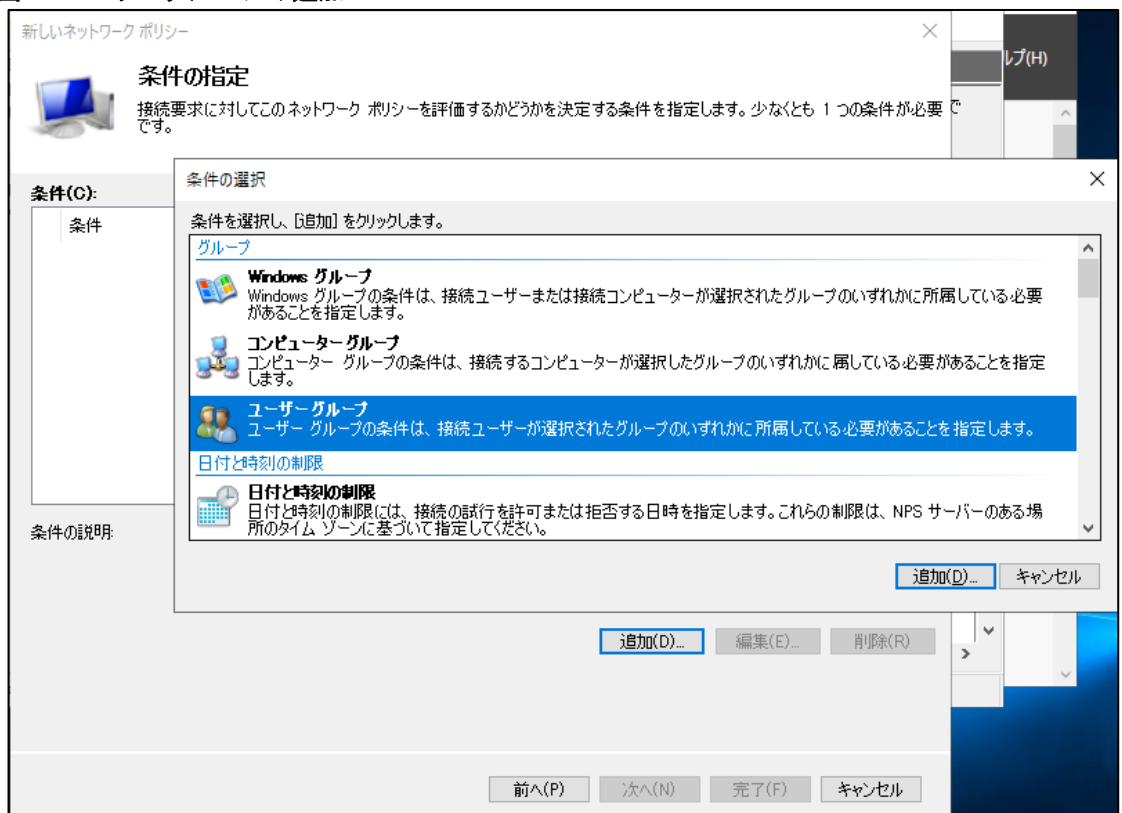 新しいネットワーク ポリシー
ルプ(H)
条件の指定
接続要求に対してこのネットワーク ポリシーを評価するかどうかを決定する条件を指定します。少なくとも 1 つの条件が必要
です。
で
条件(C):
条件
条件の選択
条件を選択し、[追加] をクリックします。
グループ
Windows グループ
Windows グループの条件は、接続ユーザーまたは接続コンピューターが選択されたグループのいずれかに所属している必要
があることを指定します。
コンピューター グループ
コンピューター グループの条件は、接続するコンピューターが選択したグループのいずれかに属している必要があることを指定
します。
ユーザー グループ
ユーザー グループの条件は、接続ユーザーが選択されたグループのいずれかに所属している必要があることを指定します。
日付と時刻の制限
日付と時刻の制限
日付と時刻の制限には、接続の試行を許可または拒否する日時を指定します。これらの制限は、NPS サーバーのある場
所のタイム ゾーンに基づいて指定してください。
追加(D)... キャンセル
条件の説明:
追加(D)... 編集(E)... 削除(R)
前へ(P) 次へ(N) 完了(F) キャンセル